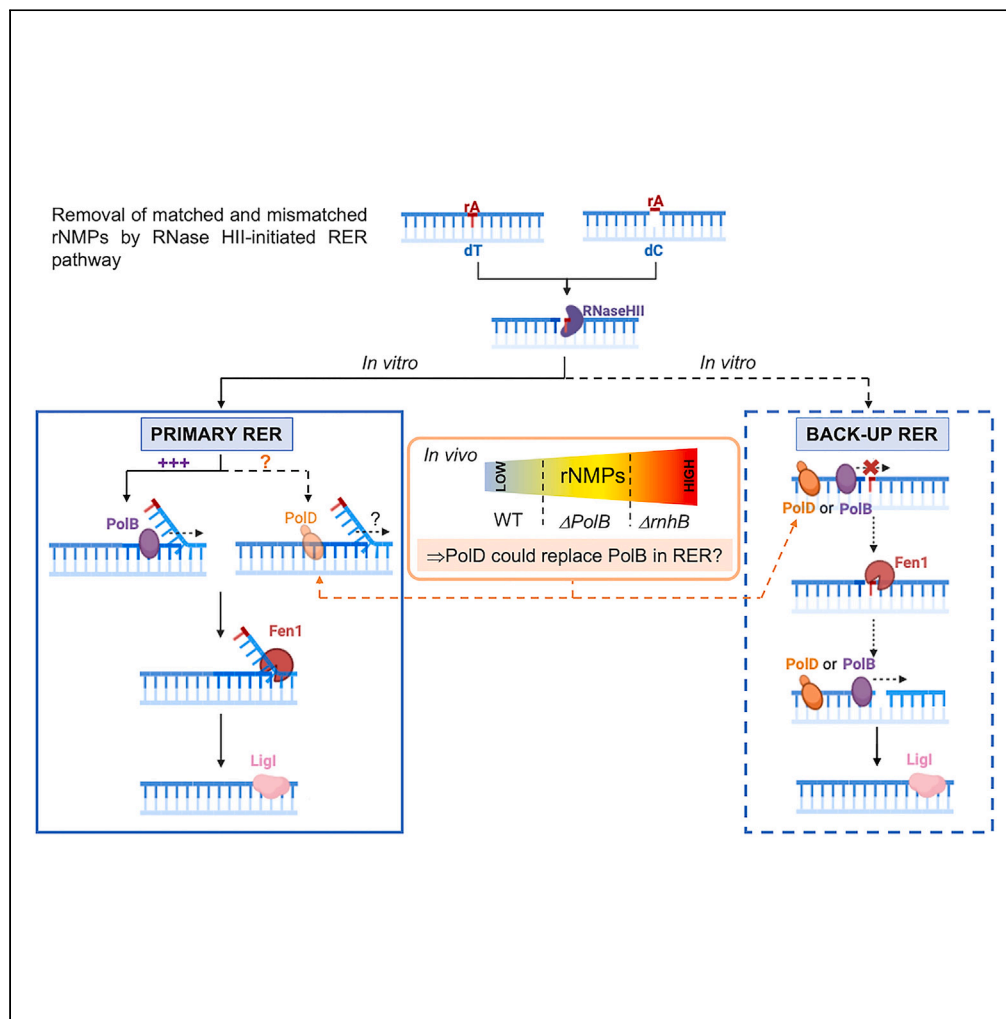 Removal of matched and mismatched
rNMPs by RNase HII-initiated RER
pathway
rA
rA
dT
dC
RNaseHII
In vitro
In vitro
PRIMARY RER
+++
?
PolB
PolD
?
Fen1
LigI
In vivo
LOW
rNMPs
HIGH
WT
ΔPolB
ΔrnhB
⇒PolD could replace PolB in RER?
BACK-UP RER
PolD or PolB
Fen1
PolD or PolB
LigI